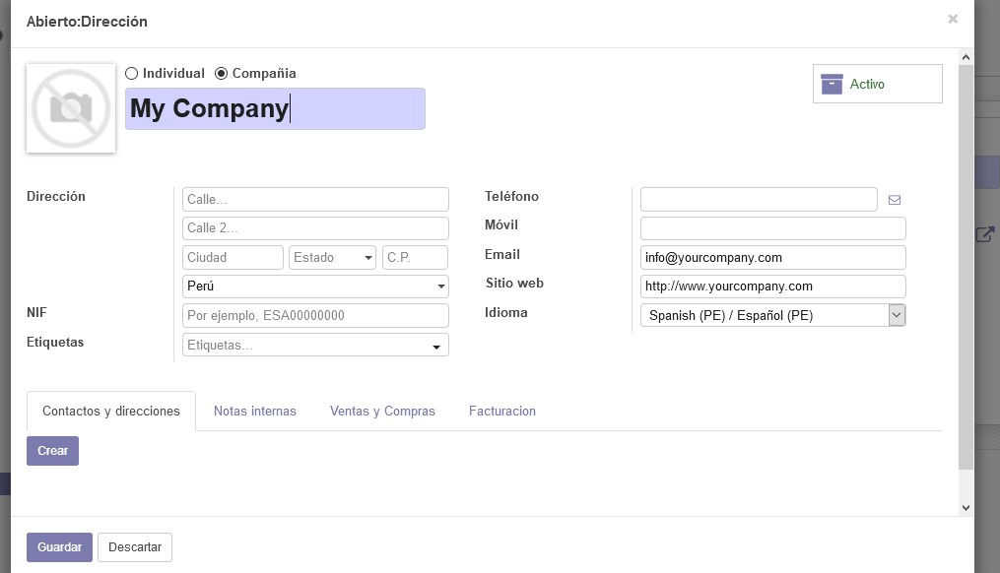 Abierto:Dirección
×
Individual Compañia
My Company
Activo
Dirección
Calle...
Calle 2...
Ciudad Estado C.P.
Perú
NIF
Por ejemplo, ESA00000000
Etiquetas
Etiquetas...
Teléfono
Móvil
Email
info@yourcompany.com
Sitio web
http://www.yourcompany.com
Idioma
Spanish (PE) / Español (PE)
Contactos y direcciones Notas internas Ventas y Compras Facturacion
Crear
Guardar Descartar